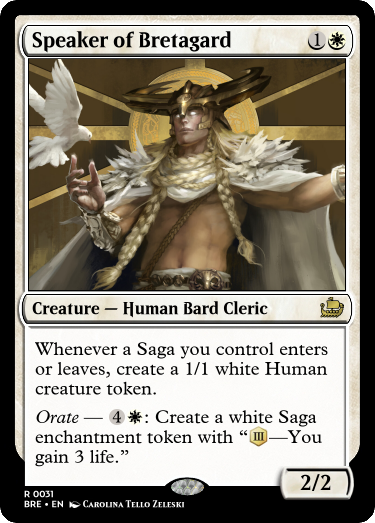 Speaker of Bretagard 1
Creature — Human Bard Cleric
Whenever a Saga you control enters
or leaves, create a 1/1 white Human
creature token.
Orate — 4: Create a white Saga
enchantment token with “III—You
gain 3 life.”
2/2
R 0031
BRE • EN Carolina Tello Zeleski